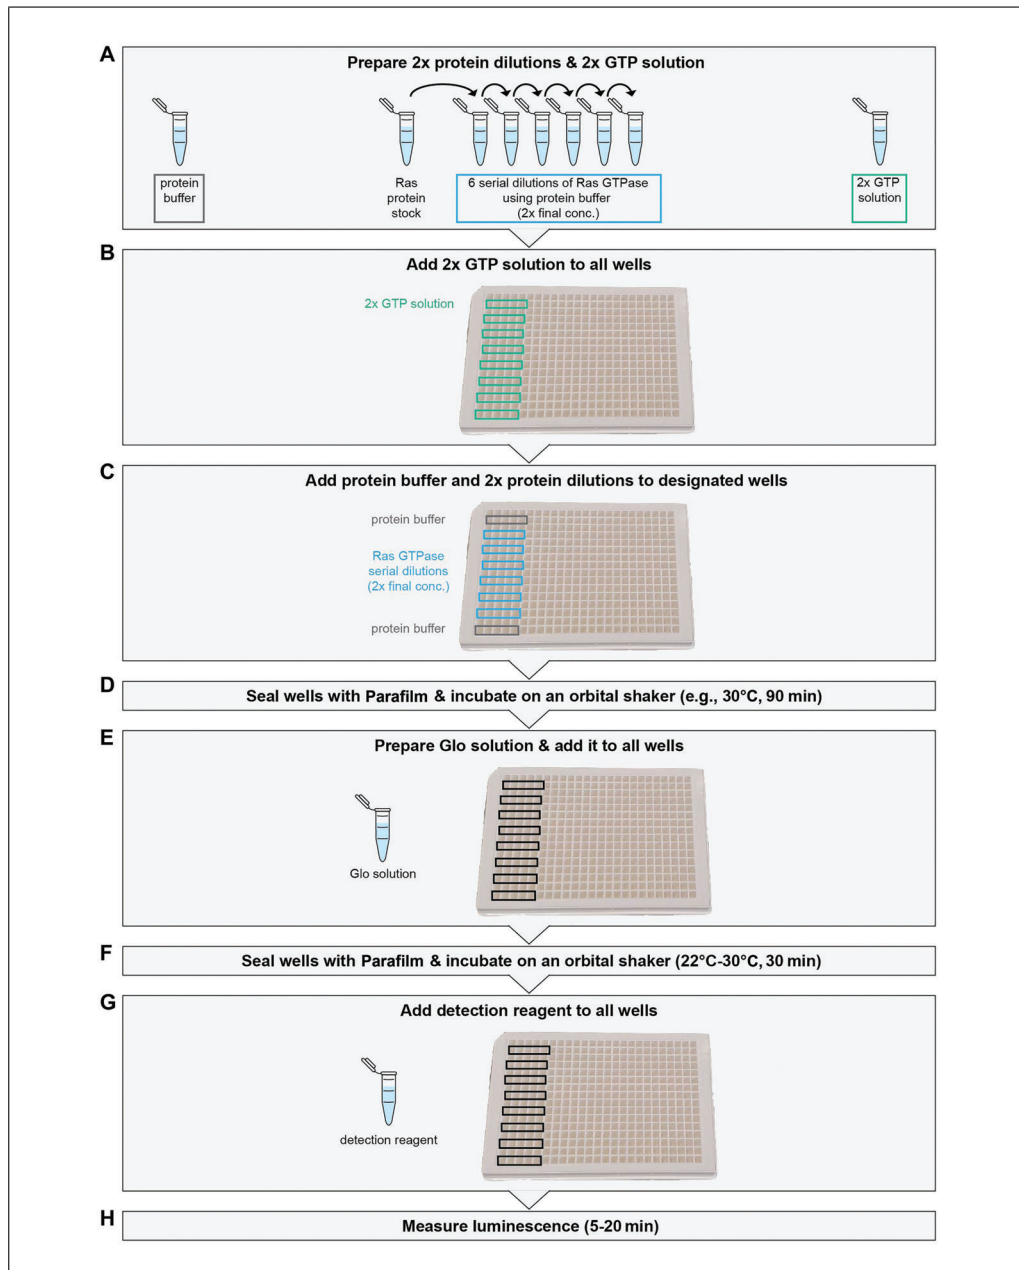 A
Prepare 2x protein dilutions & 2x GTP solution
protein
buffer
Ras
protein
stock
6 serial dilutions of Ras GTPase
using protein buffer
(2x final conc.)
2x GTP
solution
B
Add 2x GTP solution to all wells
2x GTP solution
C
Add protein buffer and 2x protein dilutions to designated wells
protein buffer
Ras GTPase
serial dilutions
(2x final conc.)
protein buffer
D
Seal wells with Parafilm & incubate on an orbital shaker (e.g., 30°C, 90 min)
E
Prepare Glo solution & add it to all wells
Glo solution
F
Seal wells with Parafilm & incubate on an orbital shaker (22°C-30°C, 30 min)
G
Add detection reagent to all wells
detection reagent
H
Measure luminescence (5-20 min)